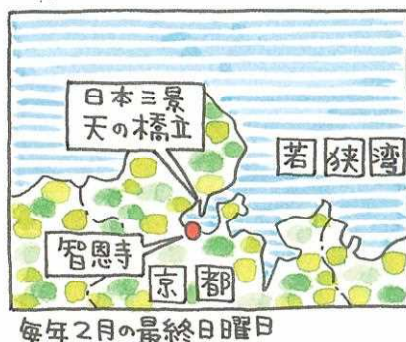 日本三景
天の橋立
若狭湾
智恩寺
京都
毎年2月の最終日曜日